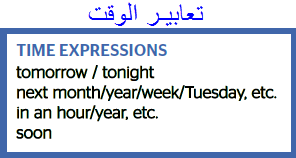 تعابير الوقت
TIME EXPRESSIONS
tomorrow / tonight
next month/year/week/Tuesday, etc.
in an hour/year, etc.
soon